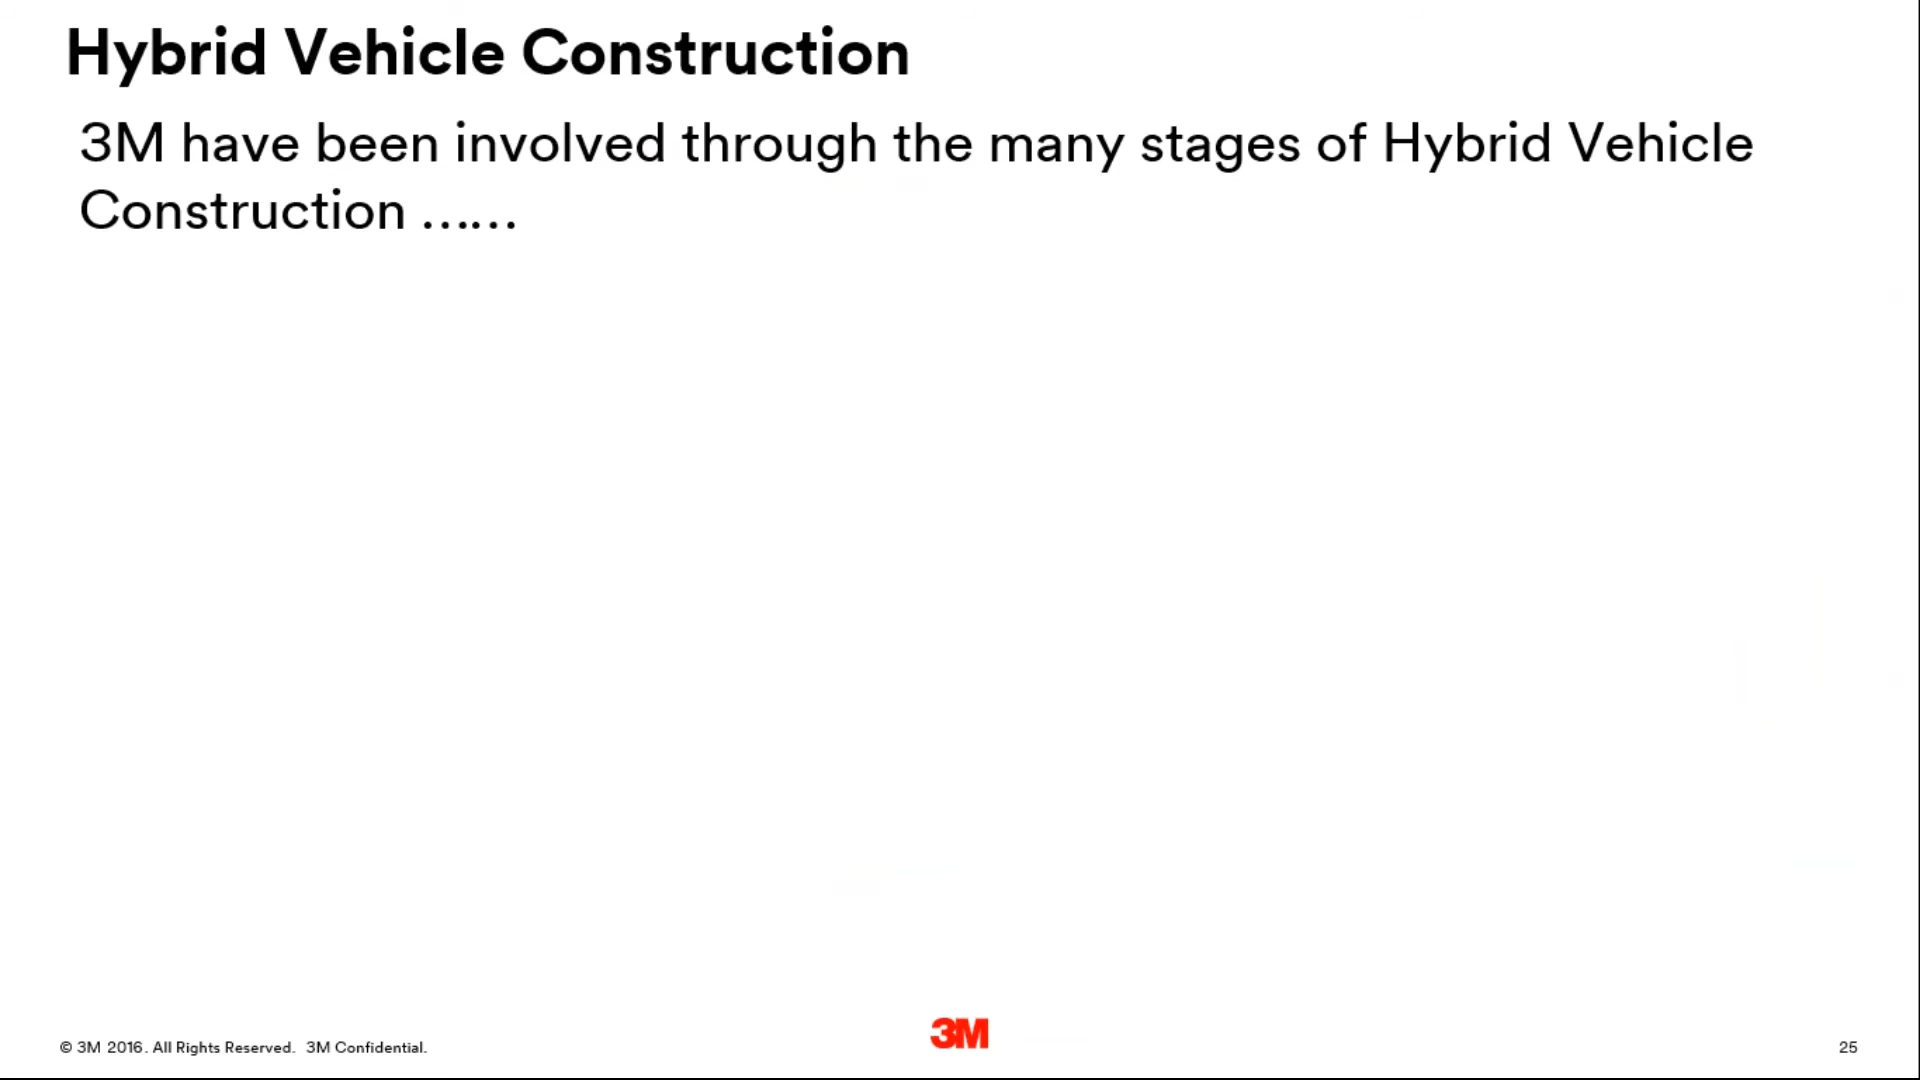 Hybrid Vehicle Construction
3M have been involved through the many stages of Hybrid Vehicle
Construction ......
3M
© 3M 2016. All Rights Reserved. 3M Confidential.
25